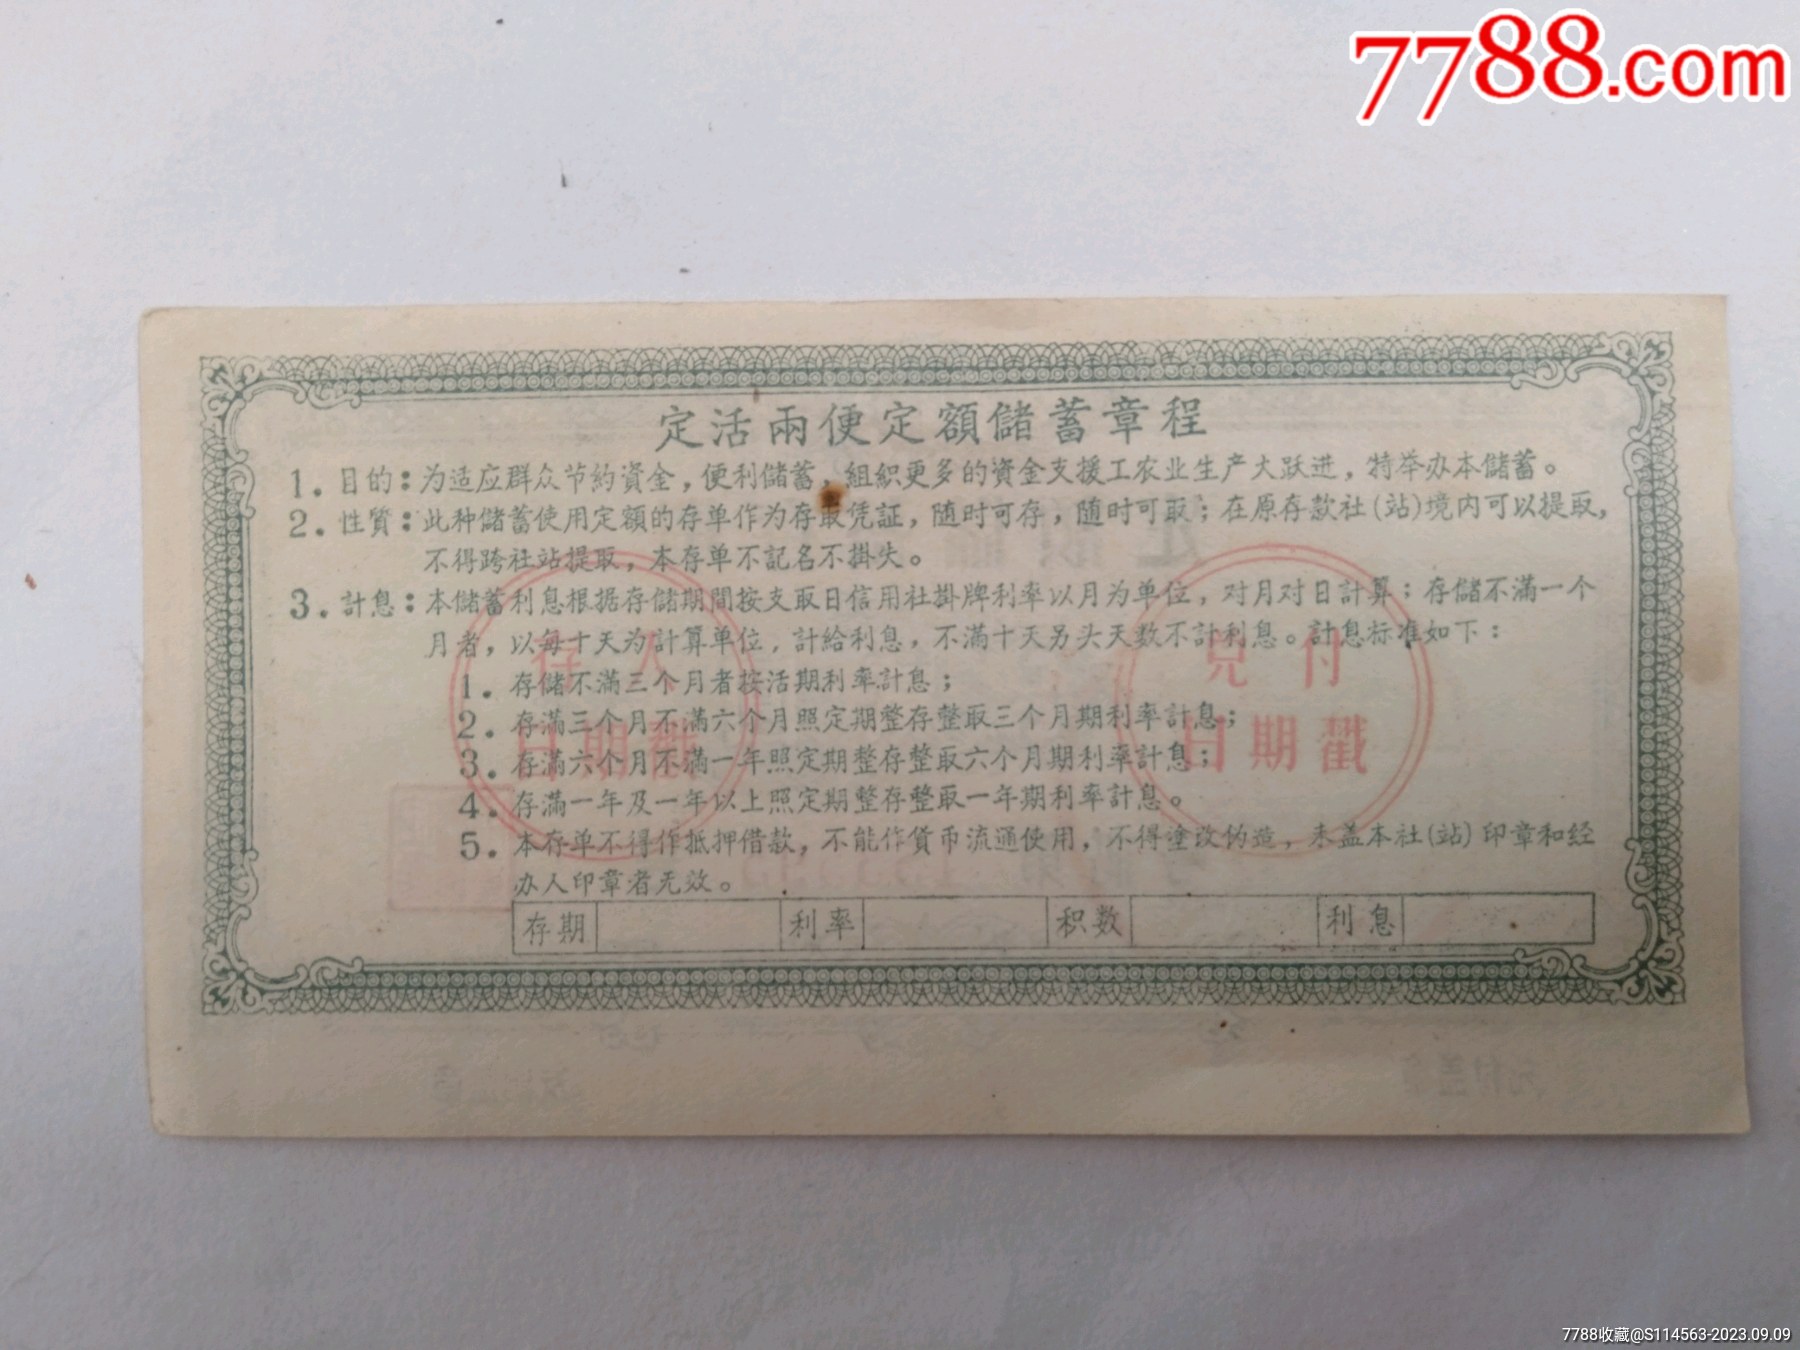 7788.com
定活兩便定額儲蓄章程
1. 目的：为适应群众节約資金，便利儲蓄，組織更多的資金支援工农业生产大跃进，特举办本儲蓄。
2. 性質：此种儲蓄使用定額的存单作为存取凭証，随时可存，随时可取；在原存款社(站)境内可以提取，
不得跨社站提取，本存单不記名不掛失。
3. 計息：本儲蓄利息根据存儲期間按支取日信用社掛牌利率以月为单位，对月对日計算；存儲不滿一个
月者，以每十天为計算单位，計給利息，不滿十天另头天数不計利息。計息标准如下：
1. 存儲不滿三个月者按活期利率計息；
2. 存滿三个月不滿六个月照定期整存整取三个月期利率計息；
3. 存滿六个月不滿一年照定期整存整取六个月期利率計息；
4. 存滿一年及一年以上照定期整存整取一年期利率計息。
5. 本存单不得作抵押借款，不能作貨币流通使用，不得塗改伪造，未盖本社(站)印章和经
办人印章者无效。
存入
日期戳
兌付
日期戳
存期 利率 积数 利息
7788收藏@S114563-2023.09.09